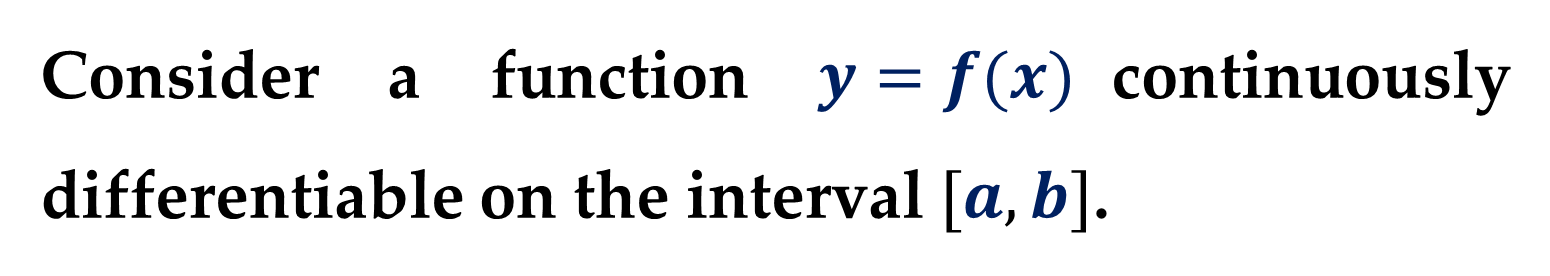 Consider a function y = f(x) continuously
differentiable on the interval [a, b].